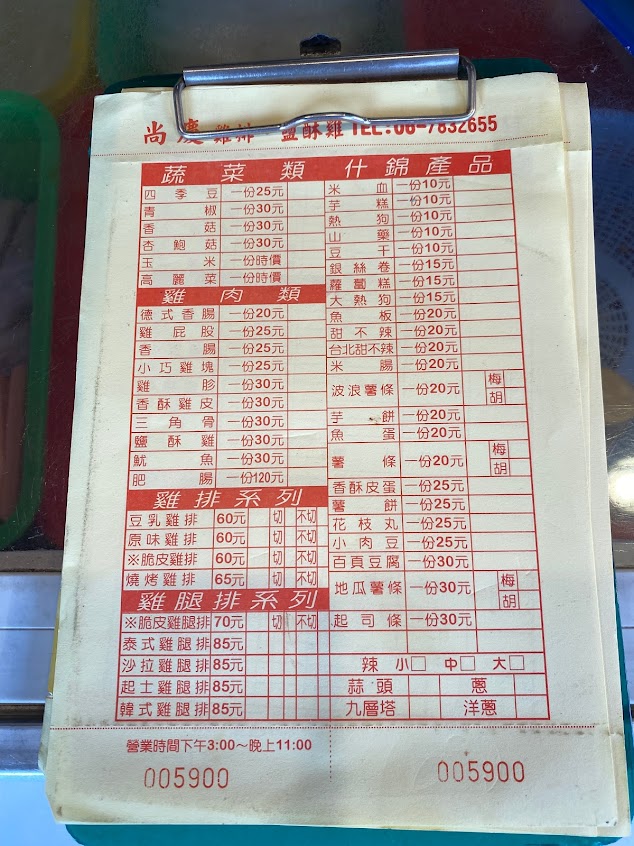 尚慶雞排 鹽酥雞 TEL:06-7832655
蔬菜類
四季豆 一份25元
青椒 一份30元
香菇 一份30元
杏鮑菇 一份30元
玉米 一份時價
高麗菜 一份時價
雞肉類
德式香腸 一份20元
雞屁股 一份25元
香腸 一份25元
小巧雞塊 一份25元
雞胗 一份30元
香酥雞皮 一份30元
三角骨 一份30元
鹽酥雞 一份30元
魷魚 一份30元
肥腸 一份120元
雞排系列
豆乳雞排 60元 切 不切
原味雞排 60元 切 不切
※脆皮雞排 60元 切 不切
燒烤雞排 65元 切 不切
雞腿排系列
※脆皮雞腿排 70元 切 不切
泰式雞腿排 85元
沙拉雞腿排 85元
起士雞腿排 85元
韓式雞腿排 85元
什錦產品
米血 一份10元
芋糕 一份10元
熱狗 一份10元
山藥 一份10元
豆干 一份10元
銀絲卷 一份15元
蘿蔔糕 一份15元
大熱狗 一份15元
魚板 一份20元
甜不辣 一份20元
台北甜不辣 一份20元
米腸 一份20元
波浪薯條 一份20元 梅 胡
芋餅 一份20元
魚蛋 一份20元
薯條 一份20元 梅 胡
香酥皮蛋 一份25元
薯餅 一份25元
花枝丸 一份25元
小肉豆 一份25元
百頁豆腐 一份30元
地瓜薯條 一份30元 梅 胡
起司條 一份30元
辣 小□ 中□ 大□
蒜頭 蔥
九層塔 洋蔥
營業時間下午3:00~晚上11:00
005900 005900